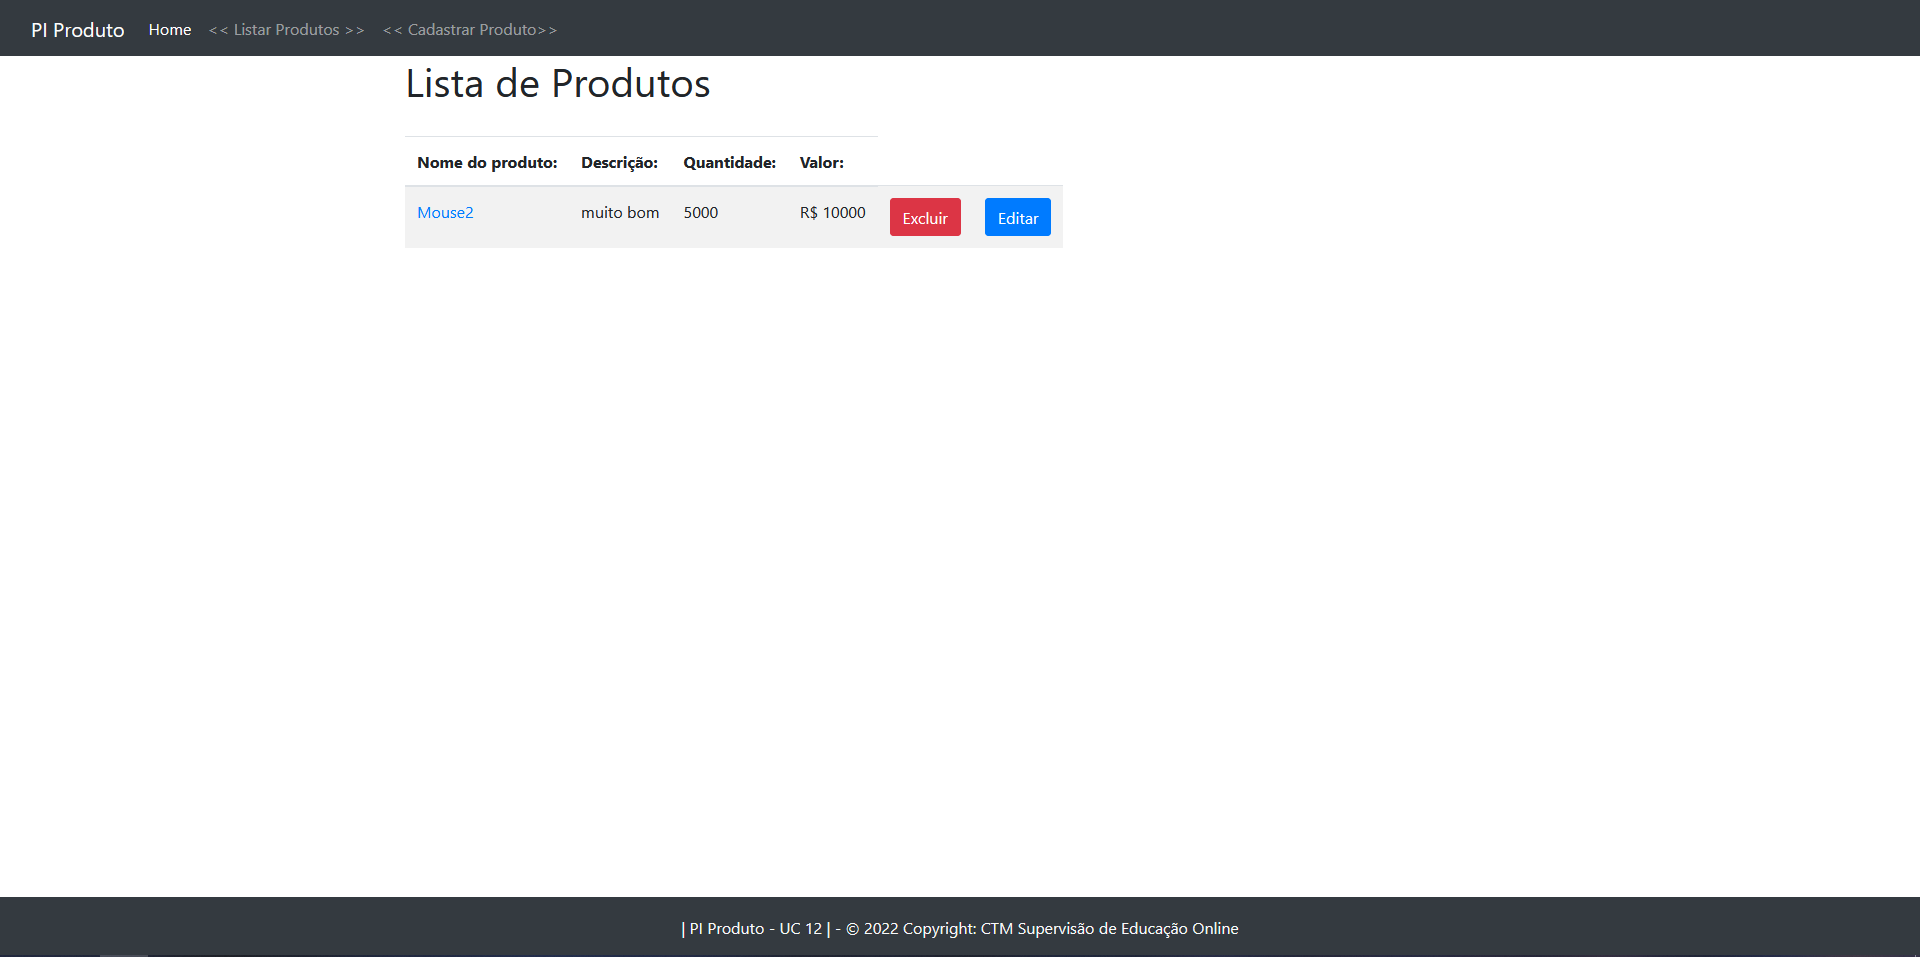 PI Produto Home << Listar Produtos >> << Cadastrar Produto>>
Lista de Produtos
Nome do produto: Descrição: Quantidade: Valor:
Mouse2 muito bom 5000 R$ 10000 Excluir Editar
| PI Produto - UC 12 | - © 2022 Copyright: CTM Supervisão de Educação Online